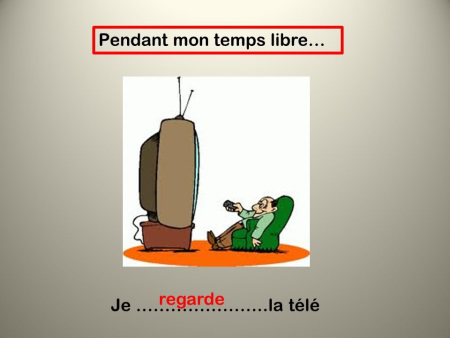 Pendant mon temps libre...
Je ....................... regarde la télé